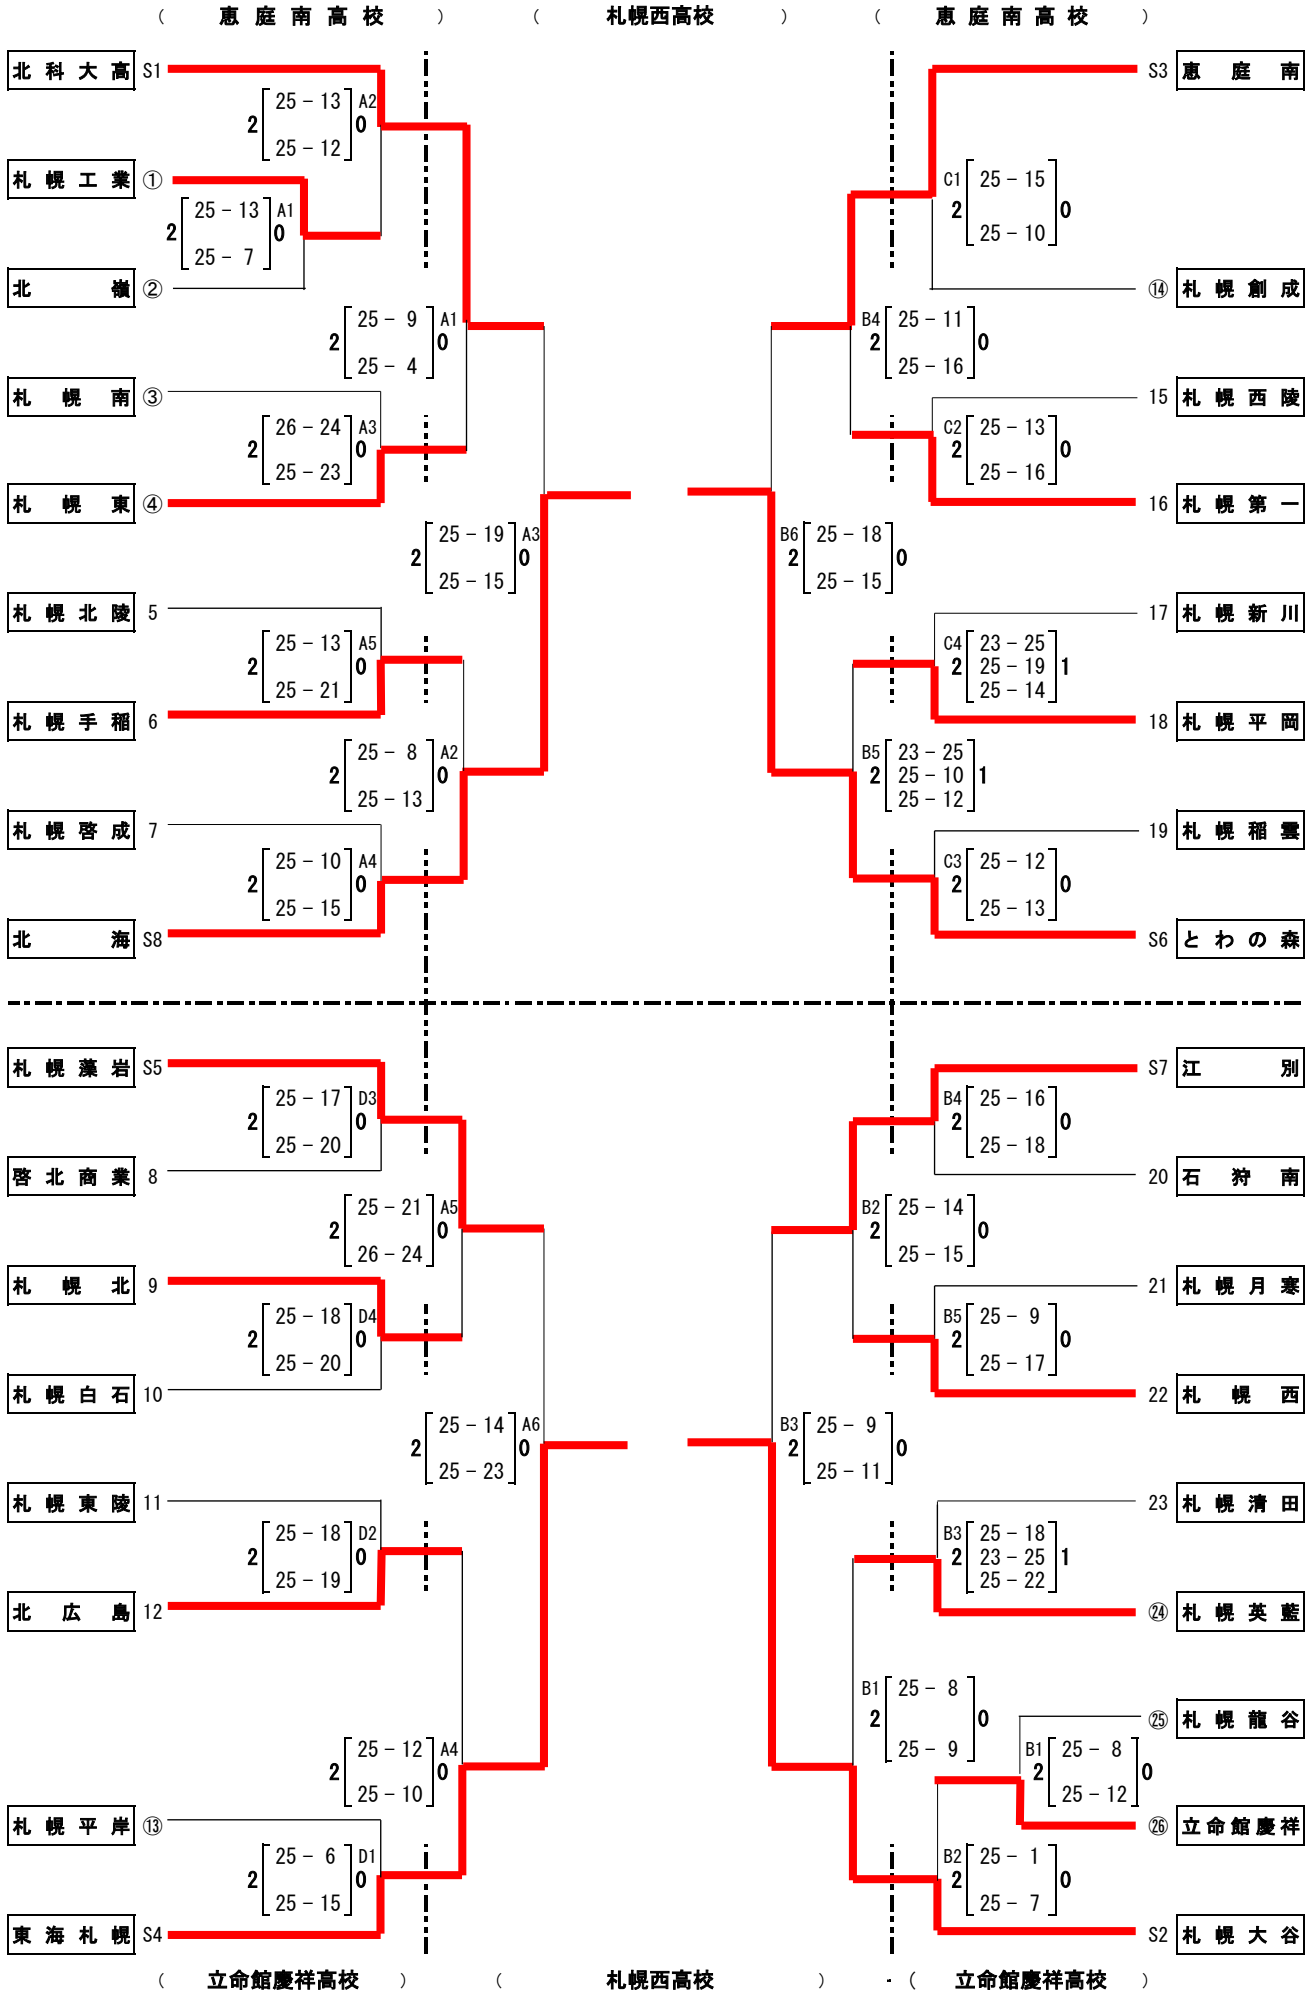 （ 恵庭南高校 ） （ 札幌西高校 ） （ 恵庭南高校 ）
北科大高 S1
25 － 13 A2
2 0
25 － 12
札幌工業 ①
25 － 13 A1
2 0
25 － 7
北嶺 ②
25 － 9 A1
2 0
25 － 4
札幌南 ③
26 － 24 A3
2 0
25 － 23
札幌東 ④
25 － 19 A3
2 0
25 － 15
札幌北陵 5
25 － 13 A5
2 0
25 － 21
札幌手稲 6
25 － 8 A2
2 0
25 － 13
札幌啓成 7
25 － 10 A4
2 0
25 － 15
北海 S8
S3 恵庭南
C1 25 － 15
2 0
25 － 10
⑭ 札幌創成
B4 25 － 11
2 0
25 － 16
15 札幌西陵
C2 25 － 13
2 0
25 － 16
16 札幌第一
B6 25 － 18
2 0
25 － 15
17 札幌新川
C4 23 － 25
2 25 － 19 1
25 － 14
18 札幌平岡
B5 23 － 25
2 25 － 10 1
25 － 12
19 札幌稲雲
C3 25 － 12
2 0
25 － 13
S6 とわの森
札幌藻岩 S5
25 － 17 D3
2 0
25 － 20
啓北商業 8
25 － 21 A5
2 0
26 － 24
札幌北 9
25 － 18 D4
2 0
25 － 20
札幌白石 10
25 － 14 A6
2 0
25 － 23
札幌東陵 11
25 － 18 D2
2 0
25 － 19
北広島 12
25 － 12 A4
2 0
25 － 10
札幌平岸 ⑬
25 － 6 D1
2 0
25 － 15
東海札幌 S4
S7 江別
B4 25 － 16
2 0
25 － 18
20 石狩南
B2 25 － 14
2 0
25 － 15
21 札幌月寒
B5 25 － 9
2 0
25 － 17
22 札幌西
B3 25 － 9
2 0
25 － 11
23 札幌清田
B3 25 － 18
2 23 － 25 1
25 － 22
㉔ 札幌英藍
B1 25 － 8
2 0
25 － 9
㉕ 札幌龍谷
B1 25 － 8
2 0
25 － 12
㉖ 立命館慶祥
B2 25 － 1
2 0
25 － 7
S2 札幌大谷
（ 立命館慶祥高校 ） （ 札幌西高校 ） （ 立命館慶祥高校 ）